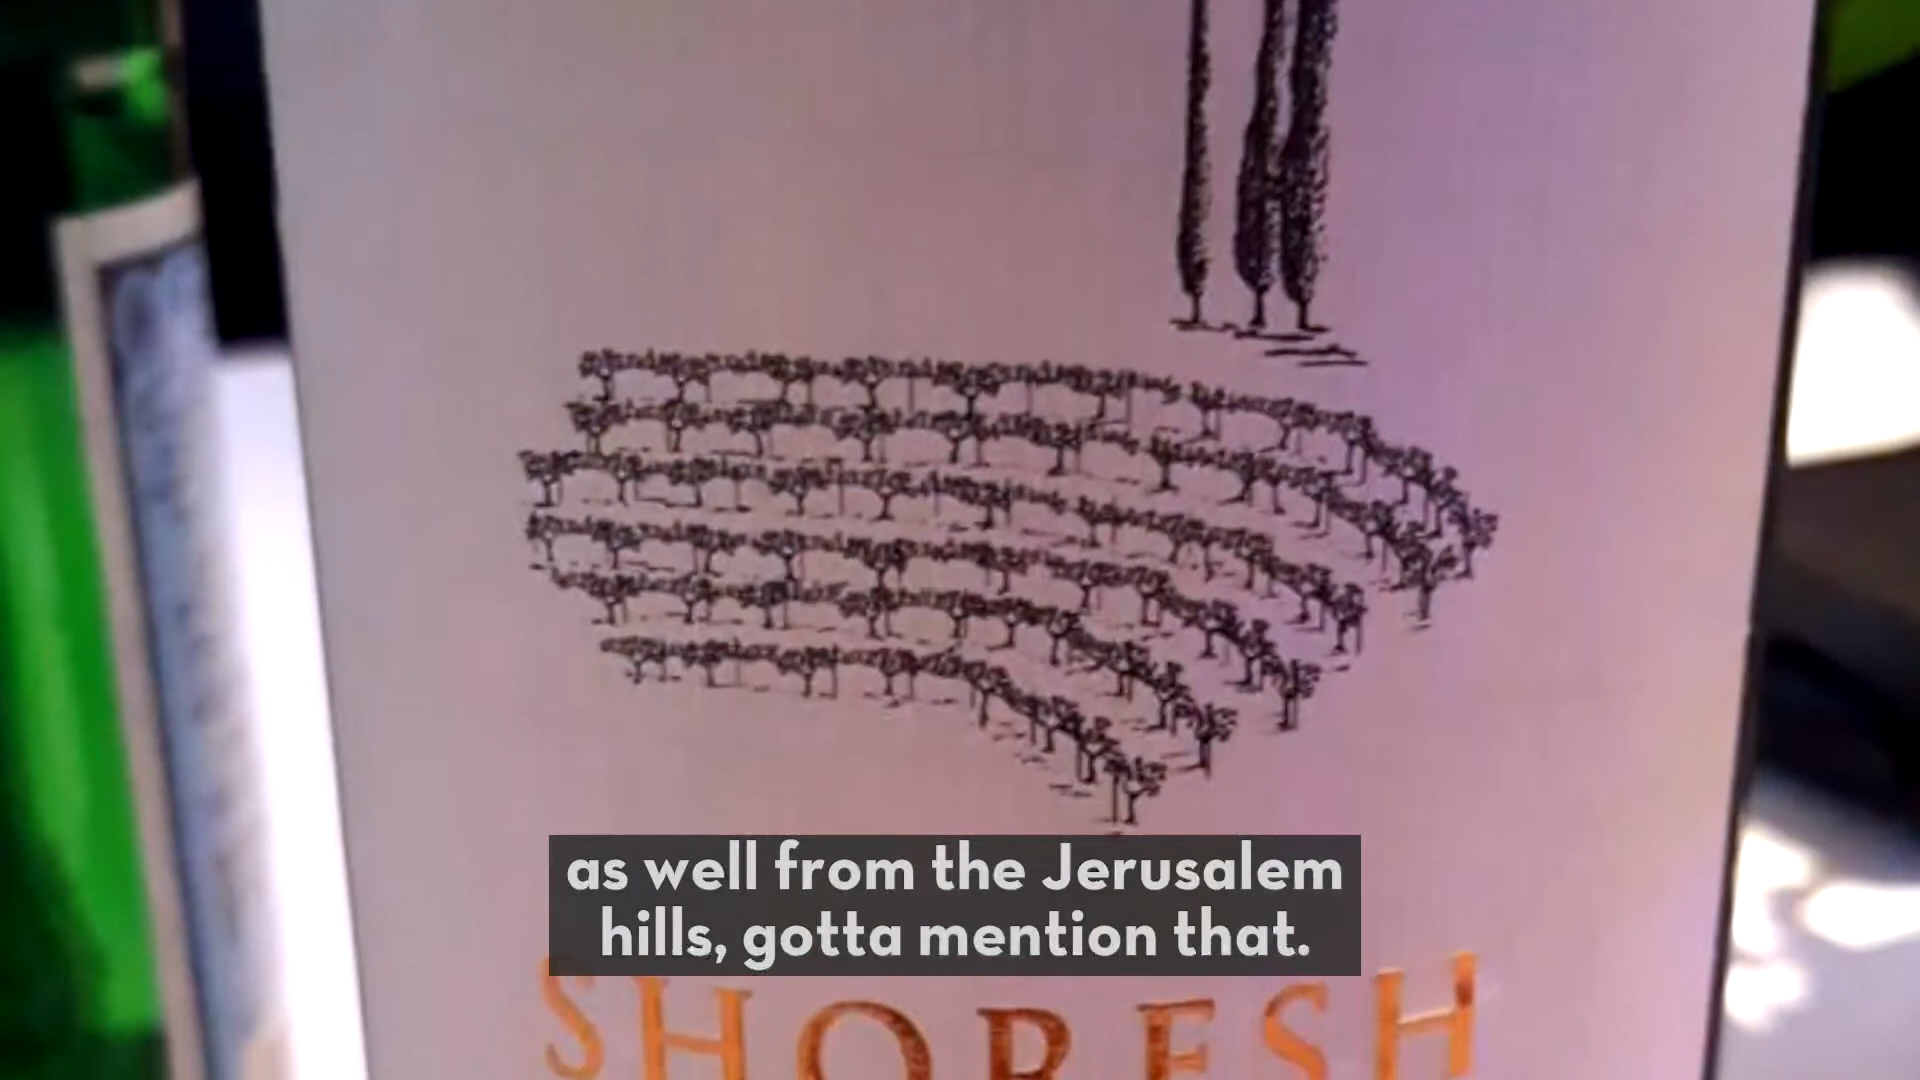 as well from the Jerusalem
hills, gotta mention that.
SHORESH